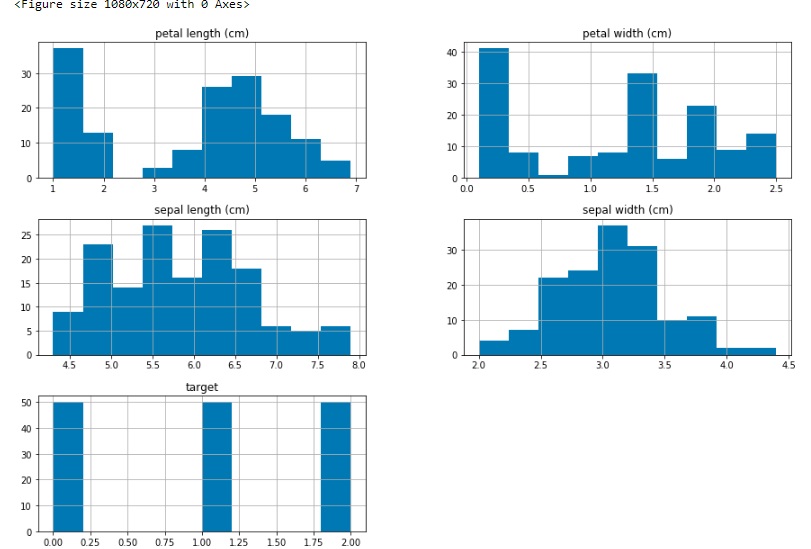 <Figure size 1080x720 with 0 Axes>
petal length (cm)
30
20
10
0
1 2 3 4 5 6 7
petal width (cm)
40
30
20
10
0
0.0 0.5 1.0 1.5 2.0 2.5
sepal length (cm)
25
20
15
10
5
0
4.5 5.0 5.5 6.0 6.5 7.0 7.5 8.0
sepal width (cm)
30
20
10
0
2.0 2.5 3.0 3.5 4.0 4.5
target
50
40
30
20
10
0
0.00 0.25 0.50 0.75 1.00 1.25 1.50 1.75 2.00